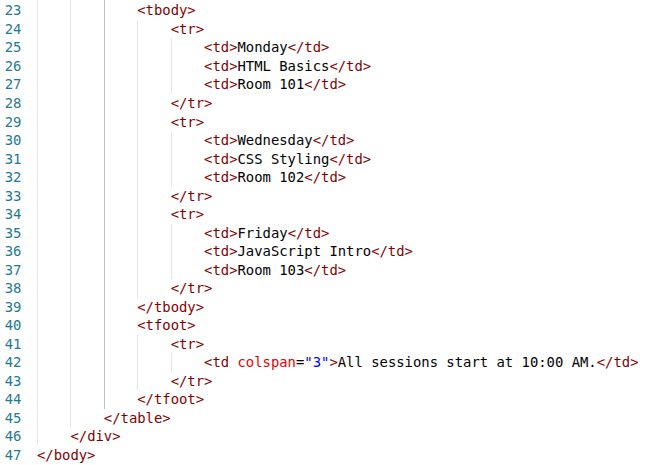 23 <tbody>
24 <tr>
25 <td>Monday</td>
26 <td>HTML Basics</td>
27 <td>Room 101</td>
28 </tr>
29 <tr>
30 <td>Wednesday</td>
31 <td>CSS Styling</td>
32 <td>Room 102</td>
33 </tr>
34 <tr>
35 <td>Friday</td>
36 <td>JavaScript Intro</td>
37 <td>Room 103</td>
38 </tr>
39 </tbody>
40 <tfoot>
41 <tr>
42 <td colspan="3">All sessions start at 10:00 AM.</td>
43 </tr>
44 </tfoot>
45 </table>
46 </div>
47 </body>